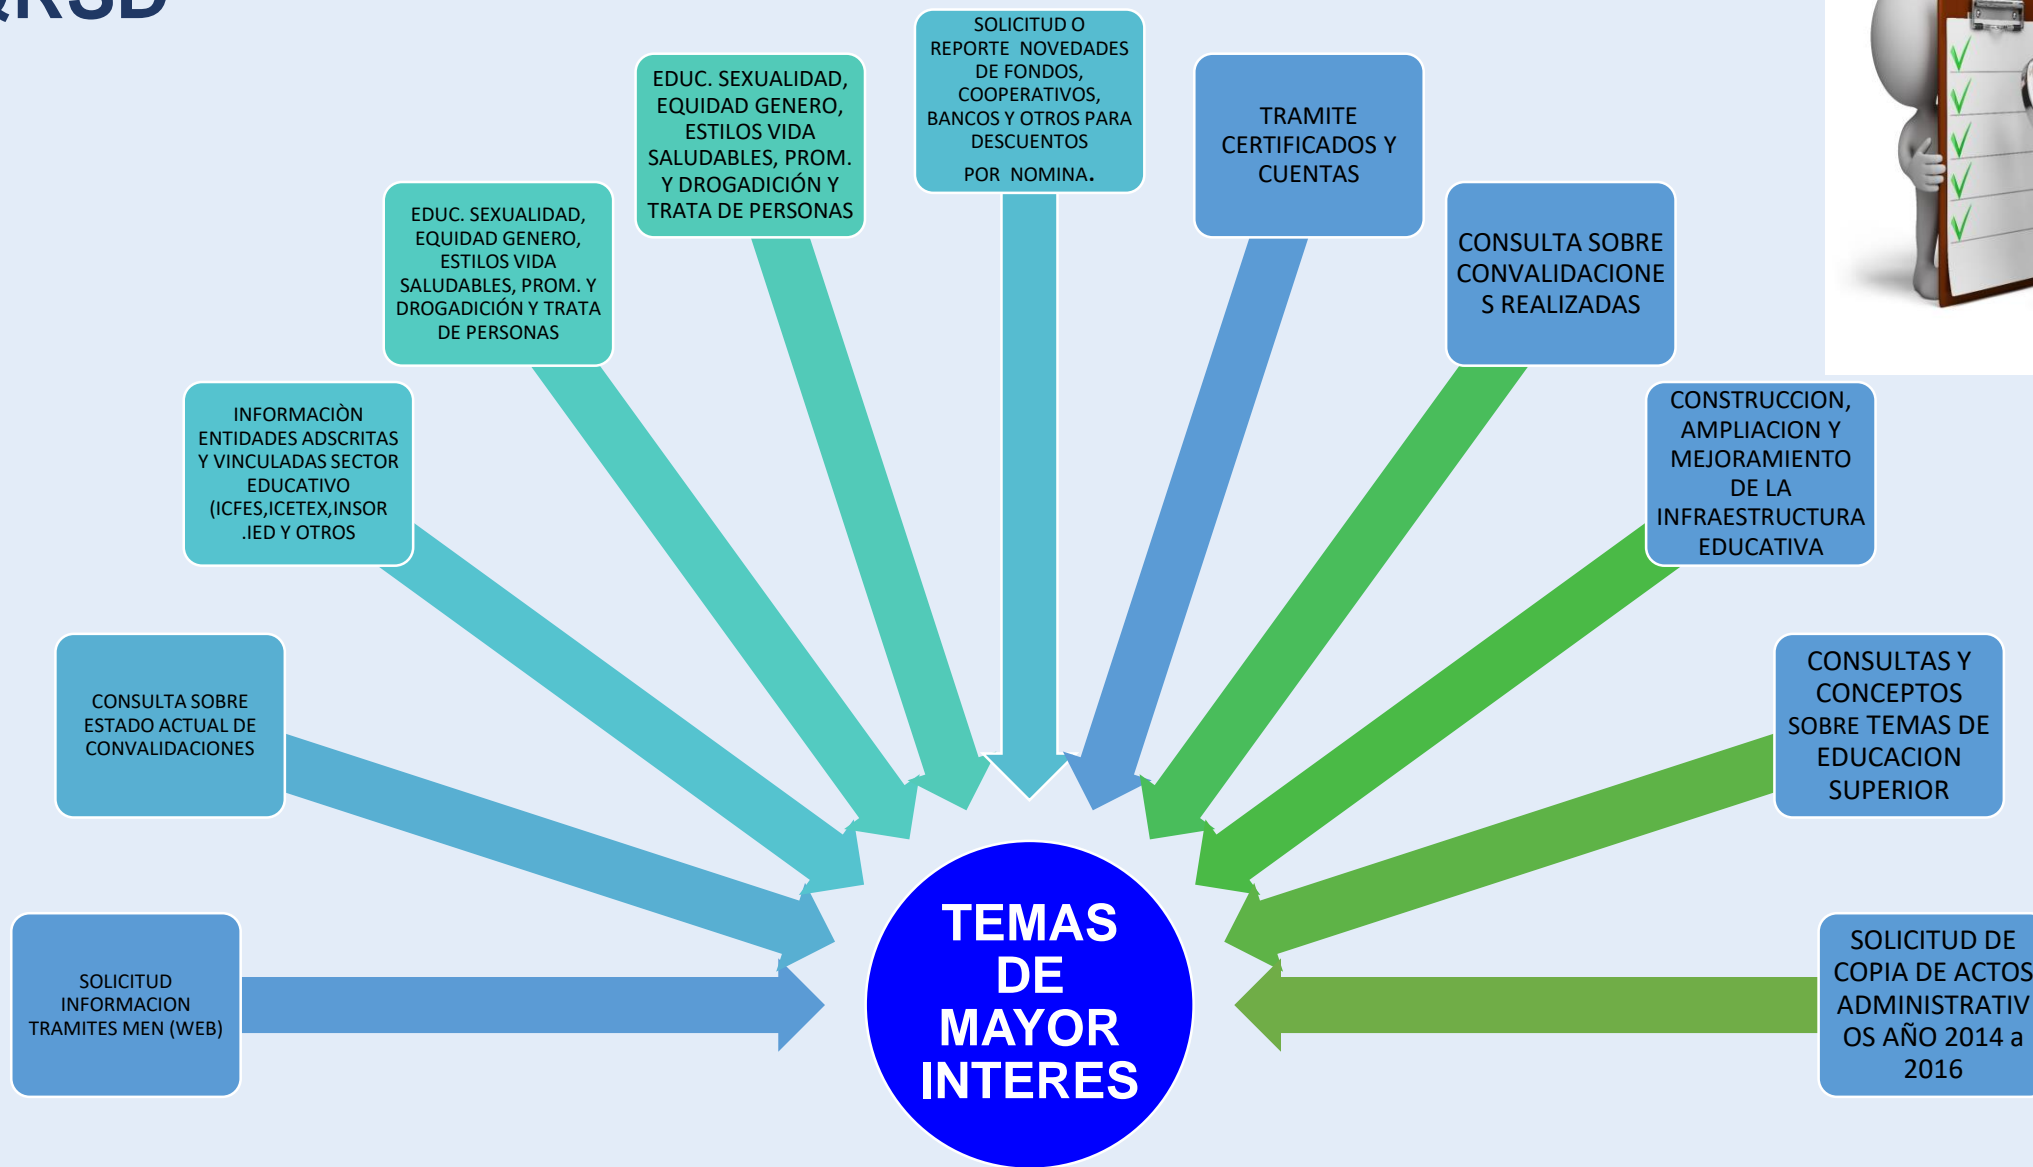 QRSD
SOLICITUD O
REPORTE NOVEDADES
DE FONDOS,
COOPERATIVOS,
BANCOS Y OTROS PARA
DESCUENTOS
POR NOMINA.
EDUC. SEXUALIDAD,
EQUIDAD GENERO,
ESTILOS VIDA
SALUDABLES, PROM.
Y DROGADICIÓN Y
TRATA DE PERSONAS
TRAMITE
CERTIFICADOS Y
CUENTAS
EDUC. SEXUALIDAD,
EQUIDAD GENERO,
ESTILOS VIDA
SALUDABLES, PROM. Y
DROGADICIÓN Y TRATA
DE PERSONAS
CONSULTA SOBRE
CONVALIDACIONE
S REALIZADAS
INFORMACIÒN
ENTIDADES ADSCRITAS
Y VINCULADAS SECTOR
EDUCATIVO
(ICFES,ICETEX,INSOR
.IED Y OTROS
CONSTRUCCION,
AMPLIACION Y
MEJORAMIENTO
DE LA
INFRAESTRUCTURA
EDUCATIVA
CONSULTA SOBRE
ESTADO ACTUAL DE
CONVALIDACIONES
CONSULTAS Y
CONCEPTOS
SOBRE TEMAS DE
EDUCACION
SUPERIOR
SOLICITUD
INFORMACION
TRAMITES MEN (WEB)
TEMAS
DE
MAYOR
INTERES
SOLICITUD DE
COPIA DE ACTOS
ADMINISTRATIV
OS AÑO 2014 a
2016